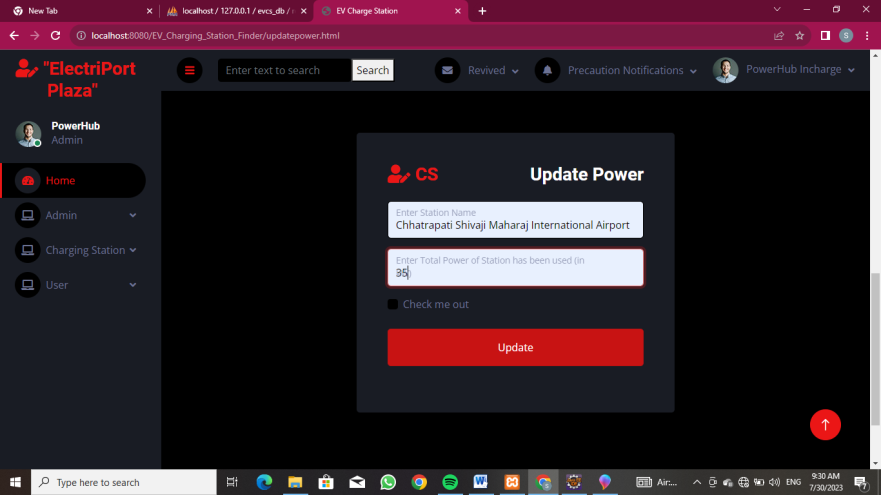 New Tab
localhost / 127.0.0.1 / evcs_db /
EV Charge Station
localhost:8080/EV_Charging_Station_Finder/updatepower.html
S
"ElectriPort
Plaza"
Enter text to search
Search
Revived
Precaution Notifications
PowerHub Incharge
PowerHub
Admin
Home
Admin
Charging Station
User
CS
Update Power
Enter Station Name
Chhatrapati Shivaji Maharaj International Airport
Enter Total Power of Station has been used (in
35
Check me out
Update
Type here to search
Air:...
ENG
9:30 AM
7/30/2023